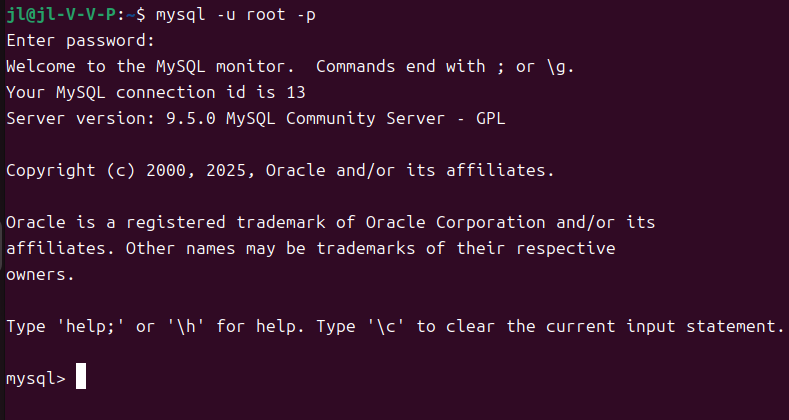 jl@jl-V-V-P:~$ mysql -u root -p
Enter password:
Welcome to the MySQL monitor.  Commands end with ; or \g.
Your MySQL connection id is 13
Server version: 9.5.0 MySQL Community Server - GPL
Copyright (c) 2000, 2025, Oracle and/or its affiliates.
Oracle is a registered trademark of Oracle Corporation and/or its
affiliates. Other names may be trademarks of their respective
owners.
Type 'help;' or '\h' for help. Type '\c' to clear the current input statement.
mysql>